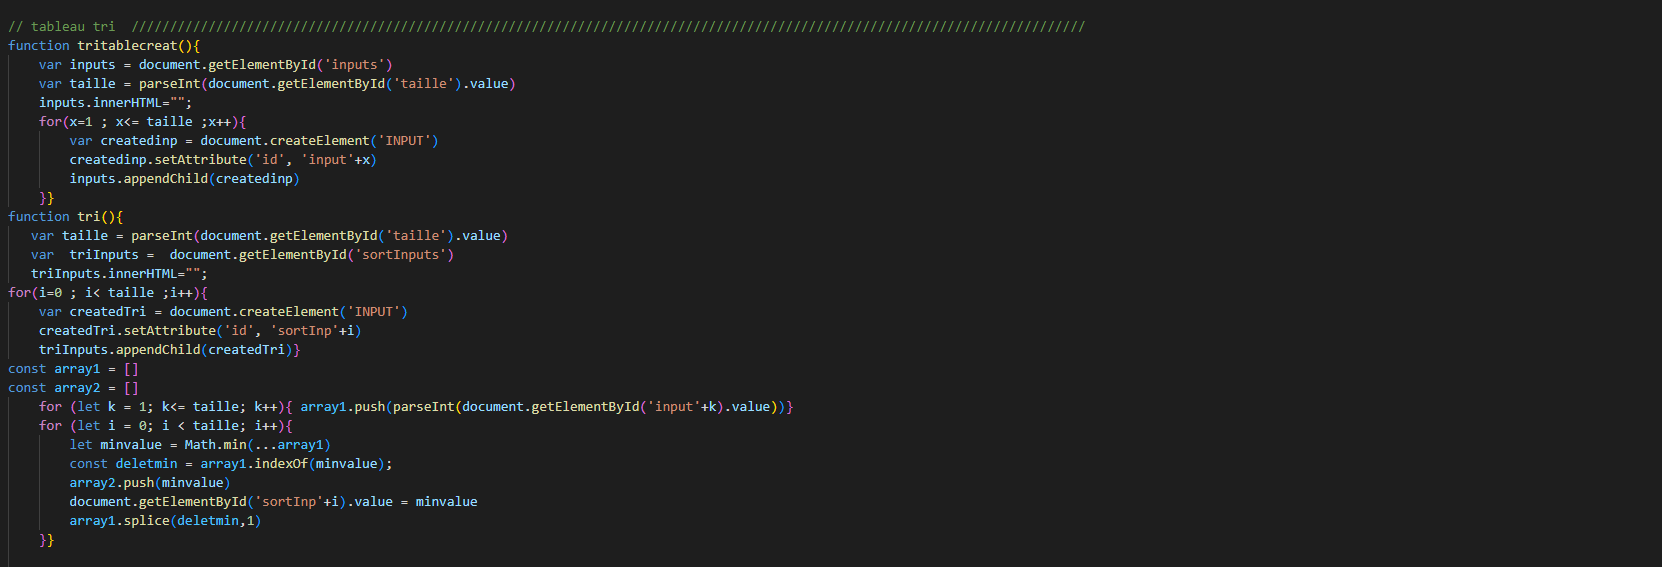 // tableau tri  ////////////////////////////////////////////////////////////////////////////////////////////////////////////////////////////
function tritablecreat(){
    var inputs = document.getElementById('inputs')
    var taille = parseInt(document.getElementById('taille').value)
    inputs.innerHTML="";
    for(x=1 ; x<= taille ;x++){
        var createdinp = document.createElement('INPUT')
        createdinp.setAttribute('id', 'input'+x)
        inputs.appendChild(createdinp)
    }}
function tri(){
   var taille = parseInt(document.getElementById('taille').value)
   var  triInputs =  document.getElementById('sortInputs')
   triInputs.innerHTML="";
for(i=0 ; i< taille ;i++){
    var createdTri = document.createElement('INPUT')
    createdTri.setAttribute('id', 'sortInp'+i)
    triInputs.appendChild(createdTri)}
const array1 = []
const array2 = []
    for (let k = 1; k<= taille; k++){ array1.push(parseInt(document.getElementById('input'+k).value))}
    for (let i = 0; i < taille; i++){
        let minvalue = Math.min(...array1)
        const deletmin = array1.indexOf(minvalue);
        array2.push(minvalue)
        document.getElementById('sortInp'+i).value = minvalue
        array1.splice(deletmin,1)
    }}